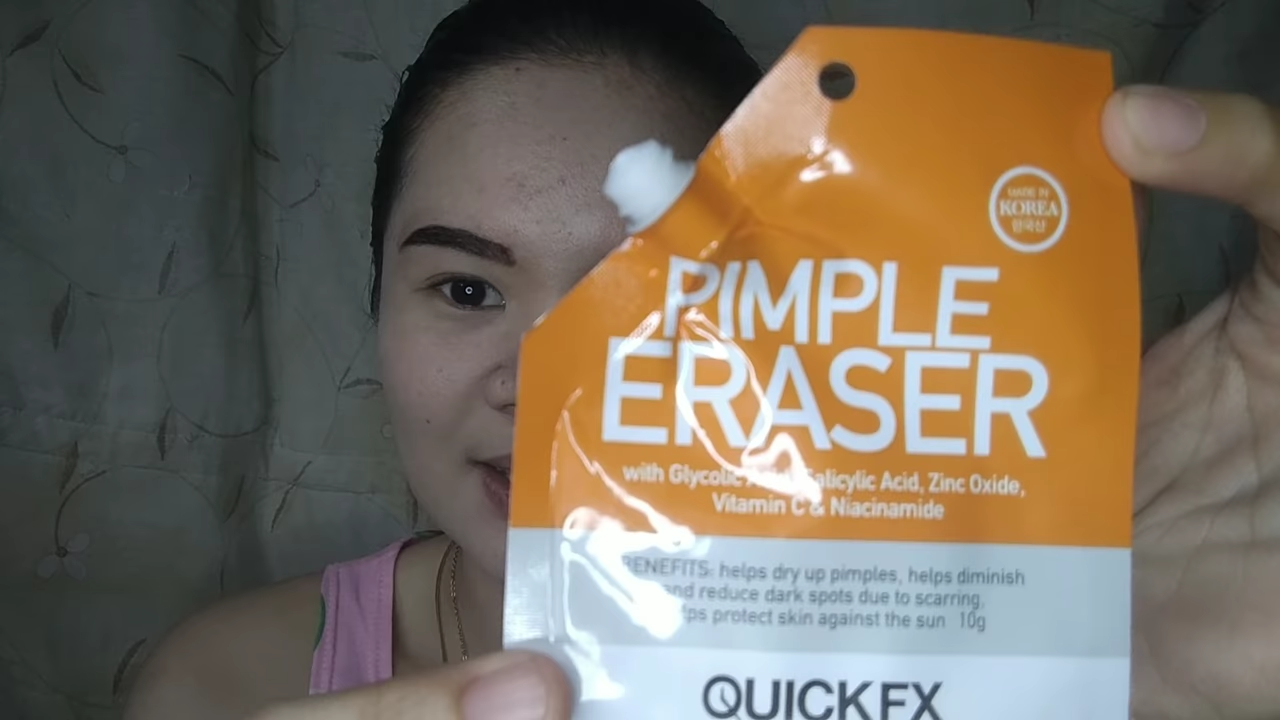 MADE IN
KOREA
한국산
PIMPLE
ERASER
with Glycolic Salicylic Acid, Zinc Oxide,
Vitamin C & Niacinamide
BENEFITS: helps dry up pimples, helps diminish
and reduce dark spots due to scarring,
protect skin against the sun 10g
QUICKFX